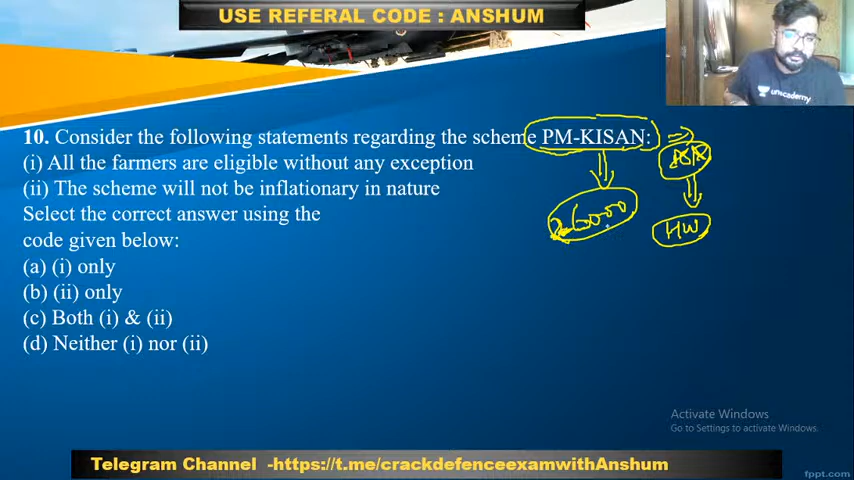 USE REFERAL CODE : ANSHUM
unacademy
10. Consider the following statements regarding the scheme PM-KISAN:
(i) All the farmers are eligible without any exception
(ii) The scheme will not be inflationary in nature
Select the correct answer using the
code given below:
(a) (i) only
(b) (ii) only
(c) Both (i) & (ii)
(d) Neither (i) nor (ii)
HW
Activate Windows
Go to Settings to activate Windows.
Telegram Channel -https://t.me/crackdefenceexamwithAnshum
fppt.com